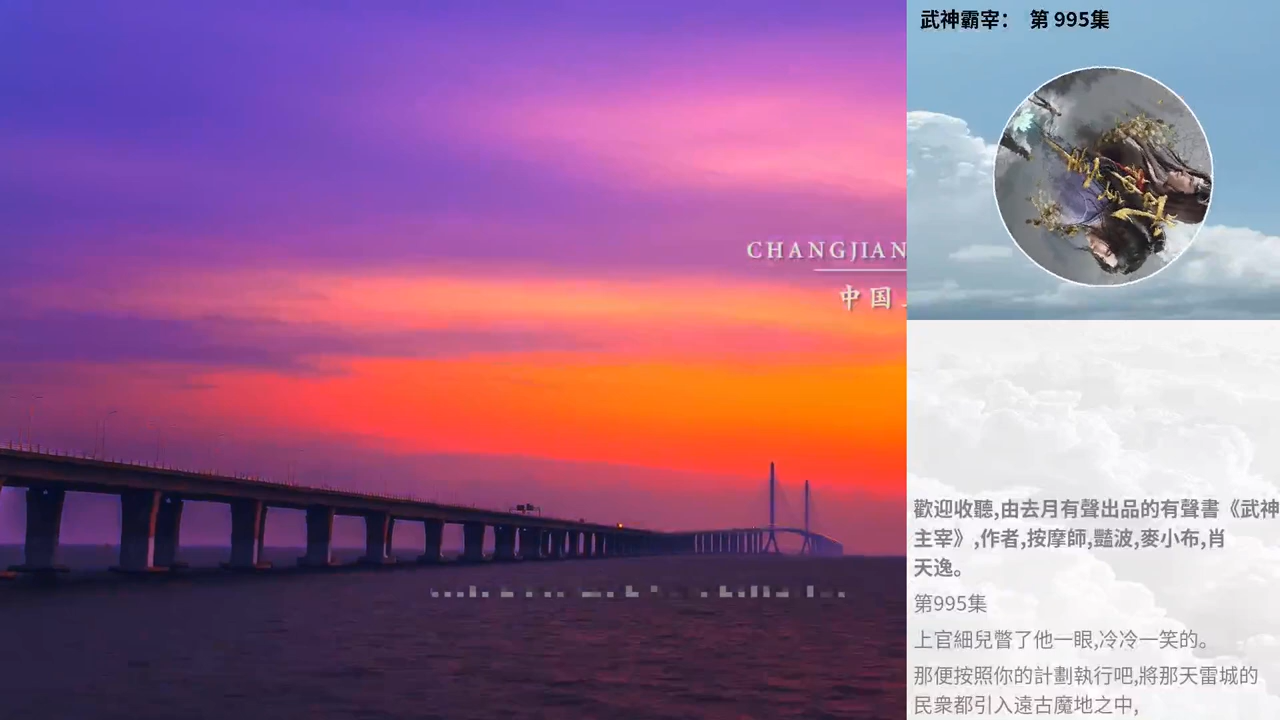 武神霸宰： 第 995集
CHANGJIAN
中国
歡迎收聽,由去月有聲出品的有聲書《武神
主宰》,作者,按摩師,豔波,麥小布,肖
天逸。
第995集
上官細兒瞥了他一眼,冷冷一笑的。
那便按照你的計劃執行吧,將那天雷城的
民衆都引入遠古魔地之中,